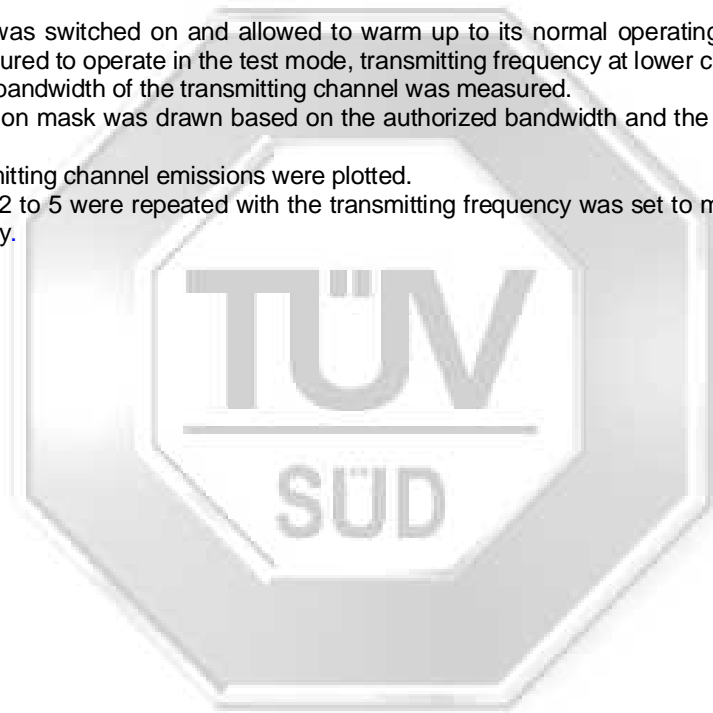 was switched on and allowed to warm up to its normal operating
ured to operate in the test mode, transmitting frequency at lower c
bandwidth of the transmitting channel was measured.
on mask was drawn based on the authorized bandwidth and the
mitting channel emissions were plotted.
2 to 5 were repeated with the transmitting frequency was set to m
y.
TÜV
SÜD